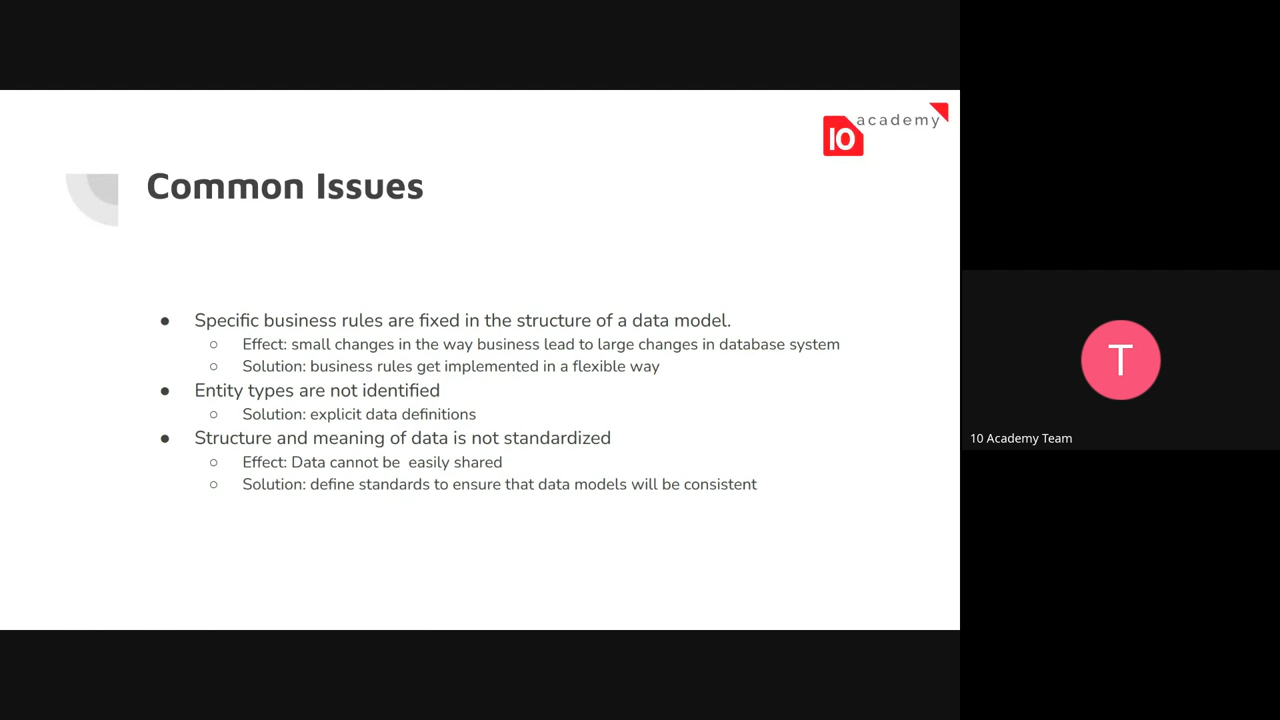 10 academy
Common Issues
● Specific business rules are fixed in the structure of a data model.
○ Effect: small changes in the way business lead to large changes in database system
○ Solution: business rules get implemented in a flexible way
● Entity types are not identified
○ Solution: explicit data definitions
● Structure and meaning of data is not standardized
○ Effect: Data cannot be  easily shared
○ Solution: define standards to ensure that data models will be consistent
T
10 Academy Team